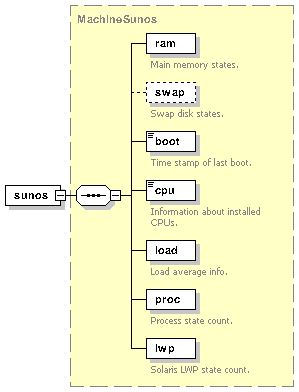 MachineSunos
ram
Main memory states.
swap
Swap disk states.
boot
Time stamp of last boot.
sunos
cpu
Information about installed
CPUs.
load
Load average info.
proc
Process state count.
lwp
Solaris LWP state count.